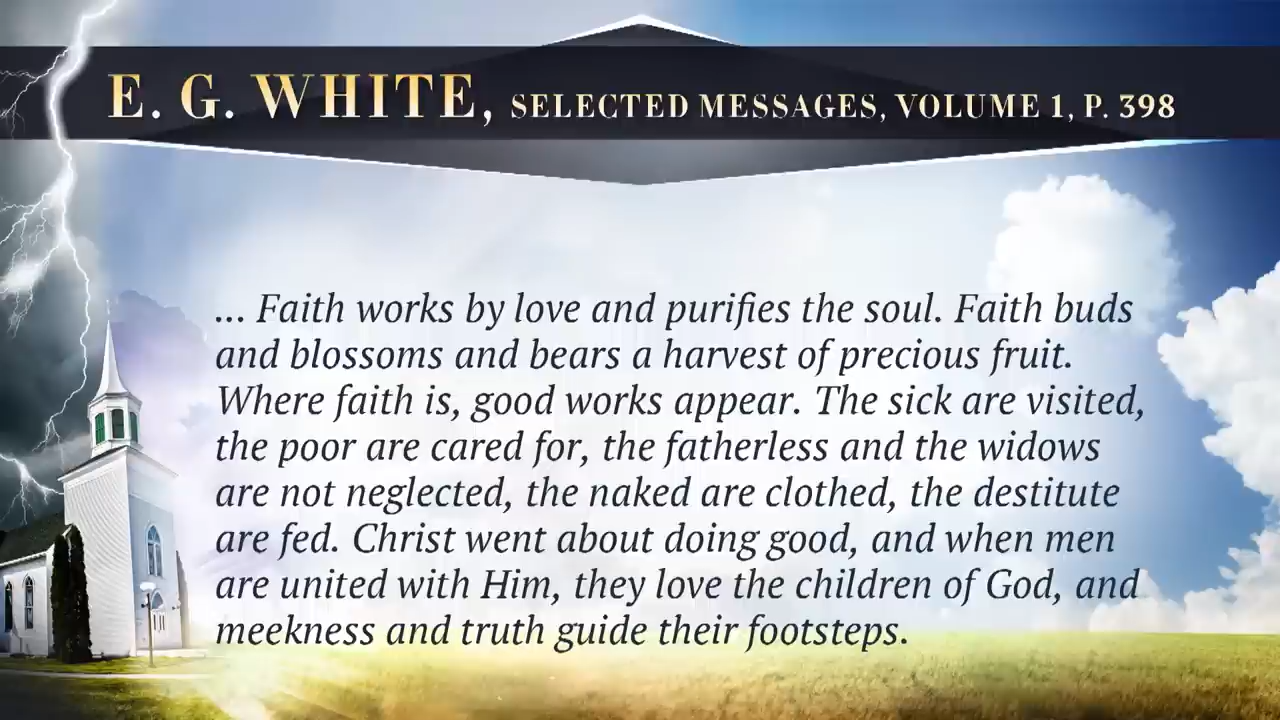 E. G. WHITE, SELECTED MESSAGES, VOLUME 1, P. 398
... Faith works by love and purifies the soul. Faith buds
and blossoms and bears a harvest of precious fruit.
Where faith is, good works appear. The sick are visited,
the poor are cared for, the fatherless and the widows
are not neglected, the naked are clothed, the destitute
are fed. Christ went about doing good, and when men
are united with Him, they love the children of God, and
meekness and truth guide their footsteps.